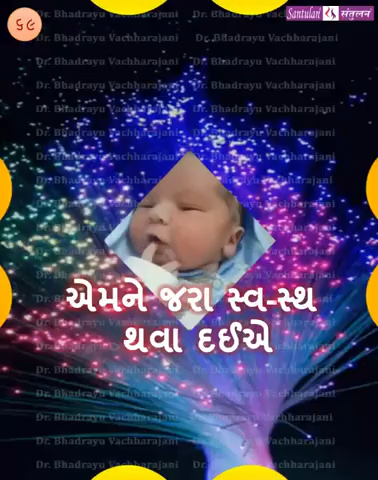 ૬૯
Santulan સંતુલન
એમને જરા સ્વ-સ્થ
થવા દઈએ
Dr. Bhadrayu Vachharajani